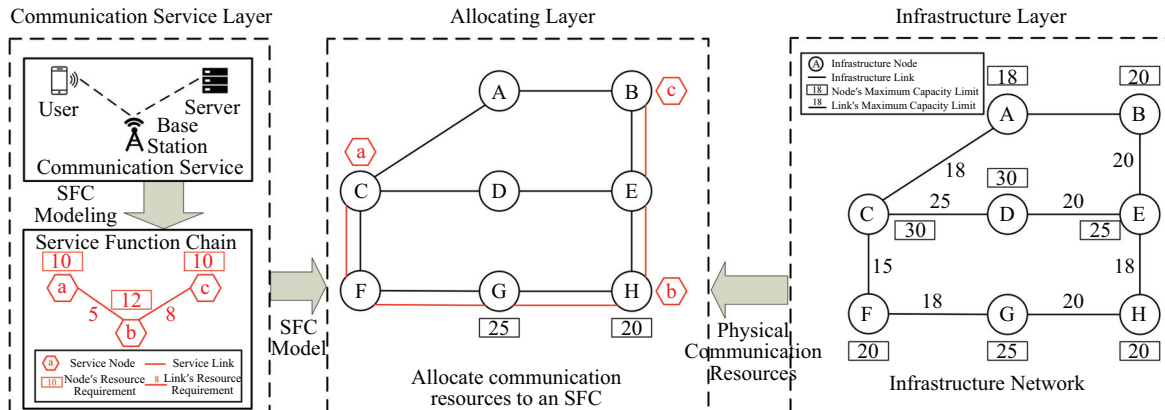 Communication Service Layer
User
Server
Base
Station
Communication Service
SFC
Modeling
Service Function Chain
10
10
a
12
c
5
8
b
a Service Node
Service Link
10 Node's Resource
Requirement
8 Link's Resource
Requirement
SFC
Model
Allocating Layer
A
B
c
a
C
D
E
F
G
H
b
25
20
Allocate communication
resources to an SFC
Physical
Communication
Resources
Infrastructure Layer
A Infrastructure Node
Infrastructure Link
18 Node's Maximum Capacity Limit
18 Link's Maximum Capacity Limit
18
20
A
B
18
20
30
C
25
D
20
E
30
25
15
18
F
18
G
20
H
20
25
20
Infrastructure Network